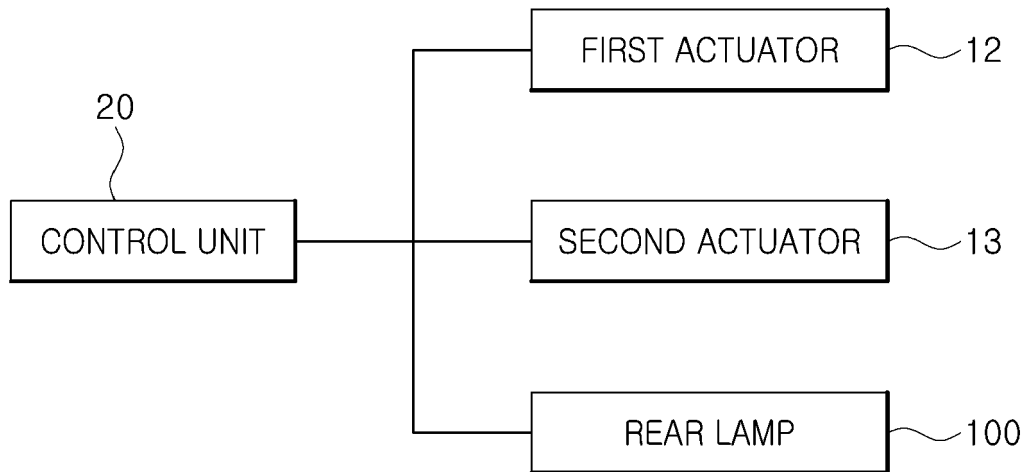 FIRST ACTUATOR
12
20
CONTROL UNIT
SECOND ACTUATOR
13
REAR LAMP
100